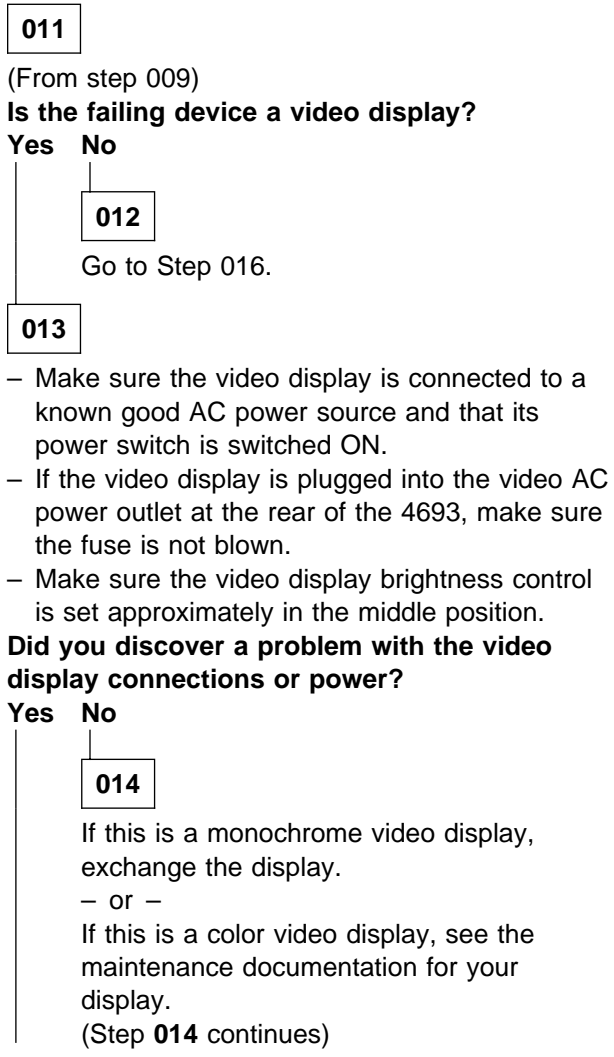 011
(From step 009)
Is the failing device a video display?
Yes No
012
Go to Step 016.
013
– Make sure the video display is connected to a
known good AC power source and that its
power switch is switched ON.
– If the video display is plugged into the video AC
power outlet at the rear of the 4693, make sure
the fuse is not blown.
– Make sure the video display brightness control
is set approximately in the middle position.
Did you discover a problem with the video
display connections or power?
Yes No
014
If this is a monochrome video display,
exchange the display.
– or –
If this is a color video display, see the
maintenance documentation for your
display.
(Step 014 continues)